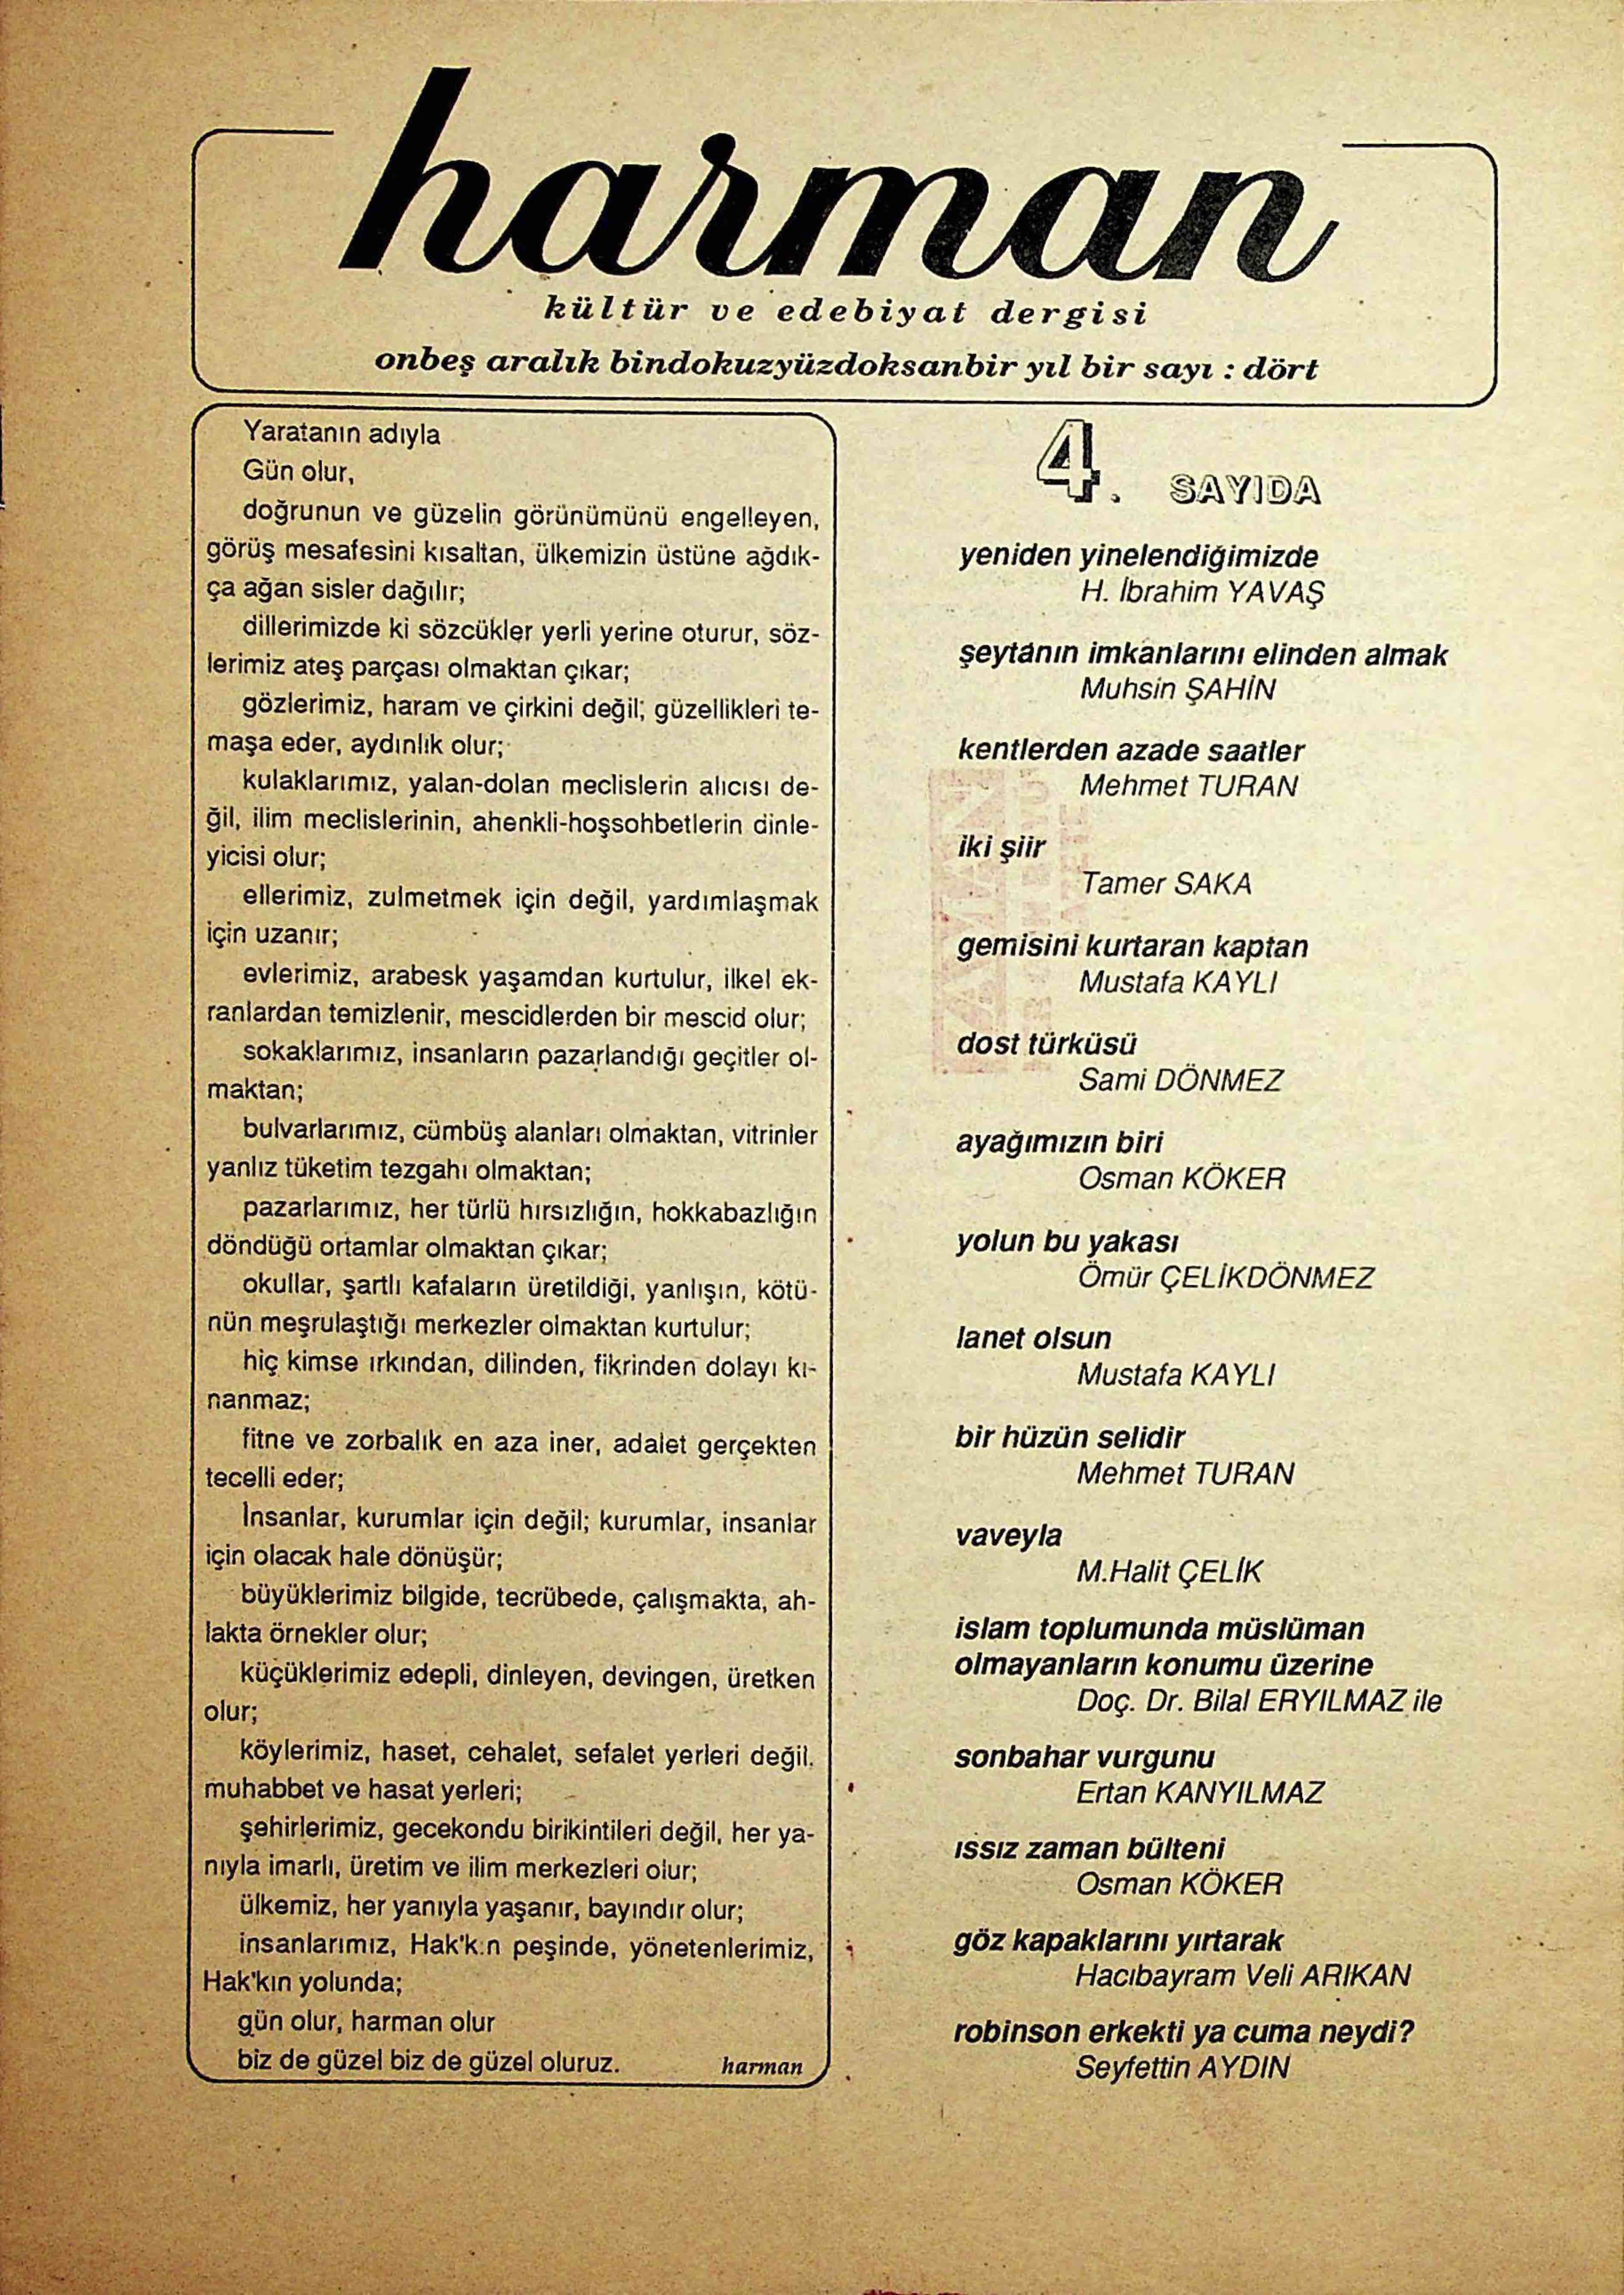 harman
kültür ve edebiyat dergisi
onbeş aralık bindokuzyüzdoksanbir yıl bir sayı : dört
Yaratanın adıyla
Gün olur,
doğrunun ve güzelin görünümünü engelleyen,
görüş mesafesini kısaltan, ülkemizin üstüne ağdık-
ça ağan sisler dağılır;
dillerimizde ki sözcükler yerli yerine oturur, söz-
lerimiz ateş parçası olmaktan çıkar;
gözlerimiz, haram ve çirkini değil; güzellikleri te-
maşa eder, aydınlık olur;
kulaklarımız, yalan-dolan meclislerin alıcısı de-
ğil, ilim meclislerinin, ahenkli-hoşsohbetlerin dinle-
yicisi olur;
ellerimiz, zulmetmek için değil, yardımlaşmak
için uzanır;
evlerimiz, arabesk yaşamdan kurtulur, ilkel ek-
ranlardan temizlenir, mescidlerden bir mescid olur;
sokaklarımız, insanların pazarlandığı geçitler ol-
maktan;
bulvarlarımız, cümbüş alanları olmaktan, vitrinler
yanlız tüketim tezgahı olmaktan;
pazarlarımız, her türlü hırsızlığın, hokkabazlığın
döndüğü ortamlar olmaktan çıkar;
okullar, şartlı kafaların üretildiği, yanlışın, kötü-
nün meşrulaştığı merkezler olmaktan kurtulur;
hiç kimse ırkından, dilinden, fikrinden dolayı kı-
nanmaz;
fitne ve zorbalık en aza iner, adalet gerçekten
tecelli eder;
İnsanlar, kurumlar için değil; kurumlar, insanlar
için olacak hale dönüşür;
büyüklerimiz bilgide, tecrübede, çalışmakta, ah-
lakta örnekler olur;
küçüklerimiz edepli, dinleyen, devingen, üretken
olur;
köylerimiz, haset, cehalet, sefalet yerleri değil,
muhabbet ve hasat yerleri;
şehirlerimiz, gecekondu birikintileri değil, her ya-
nıyla imarlı, üretim ve ilim merkezleri olur;
ülkemiz, her yanıyla yaşanır, bayındır olur;
insanlarımız, Hak'kın peşinde, yönetenlerimiz,
Hak'kın yolunda;
gün olur, harman olur
biz de güzel biz de güzel oluruz. harman
4. SAYIDA
yeniden yinelendiğimizde
H. İbrahim YAVAŞ
şeytanın imkanlarını elinden almak
Muhsin ŞAHİN
kentlerden azade saatler
Mehmet TURAN
iki şiir
Tamer SAKA
gemisini kurtaran kaptan
Mustafa KAYLI
dost türküsü
Sami DÖNMEZ
ayağımızın biri
Osman KÖKER
yolun bu yakası
Ömür ÇELİKDÖNMEZ
lanet olsun
Mustafa KAYLI
bir hüzün selidir
Mehmet TURAN
vaveyla
M.Halit ÇELİK
islam toplumunda müslüman
olmayanların konumu üzerine
Doç. Dr. Bilal ERYILMAZ ile
sonbahar vurgunu
Ertan KANYILMAZ
ıssız zaman bülteni
Osman KÖKER
göz kapaklarını yırtarak
Hacıbayram Veli ARIKAN
robinson erkekti ya cuma neydi?
Seyfettin AYDIN